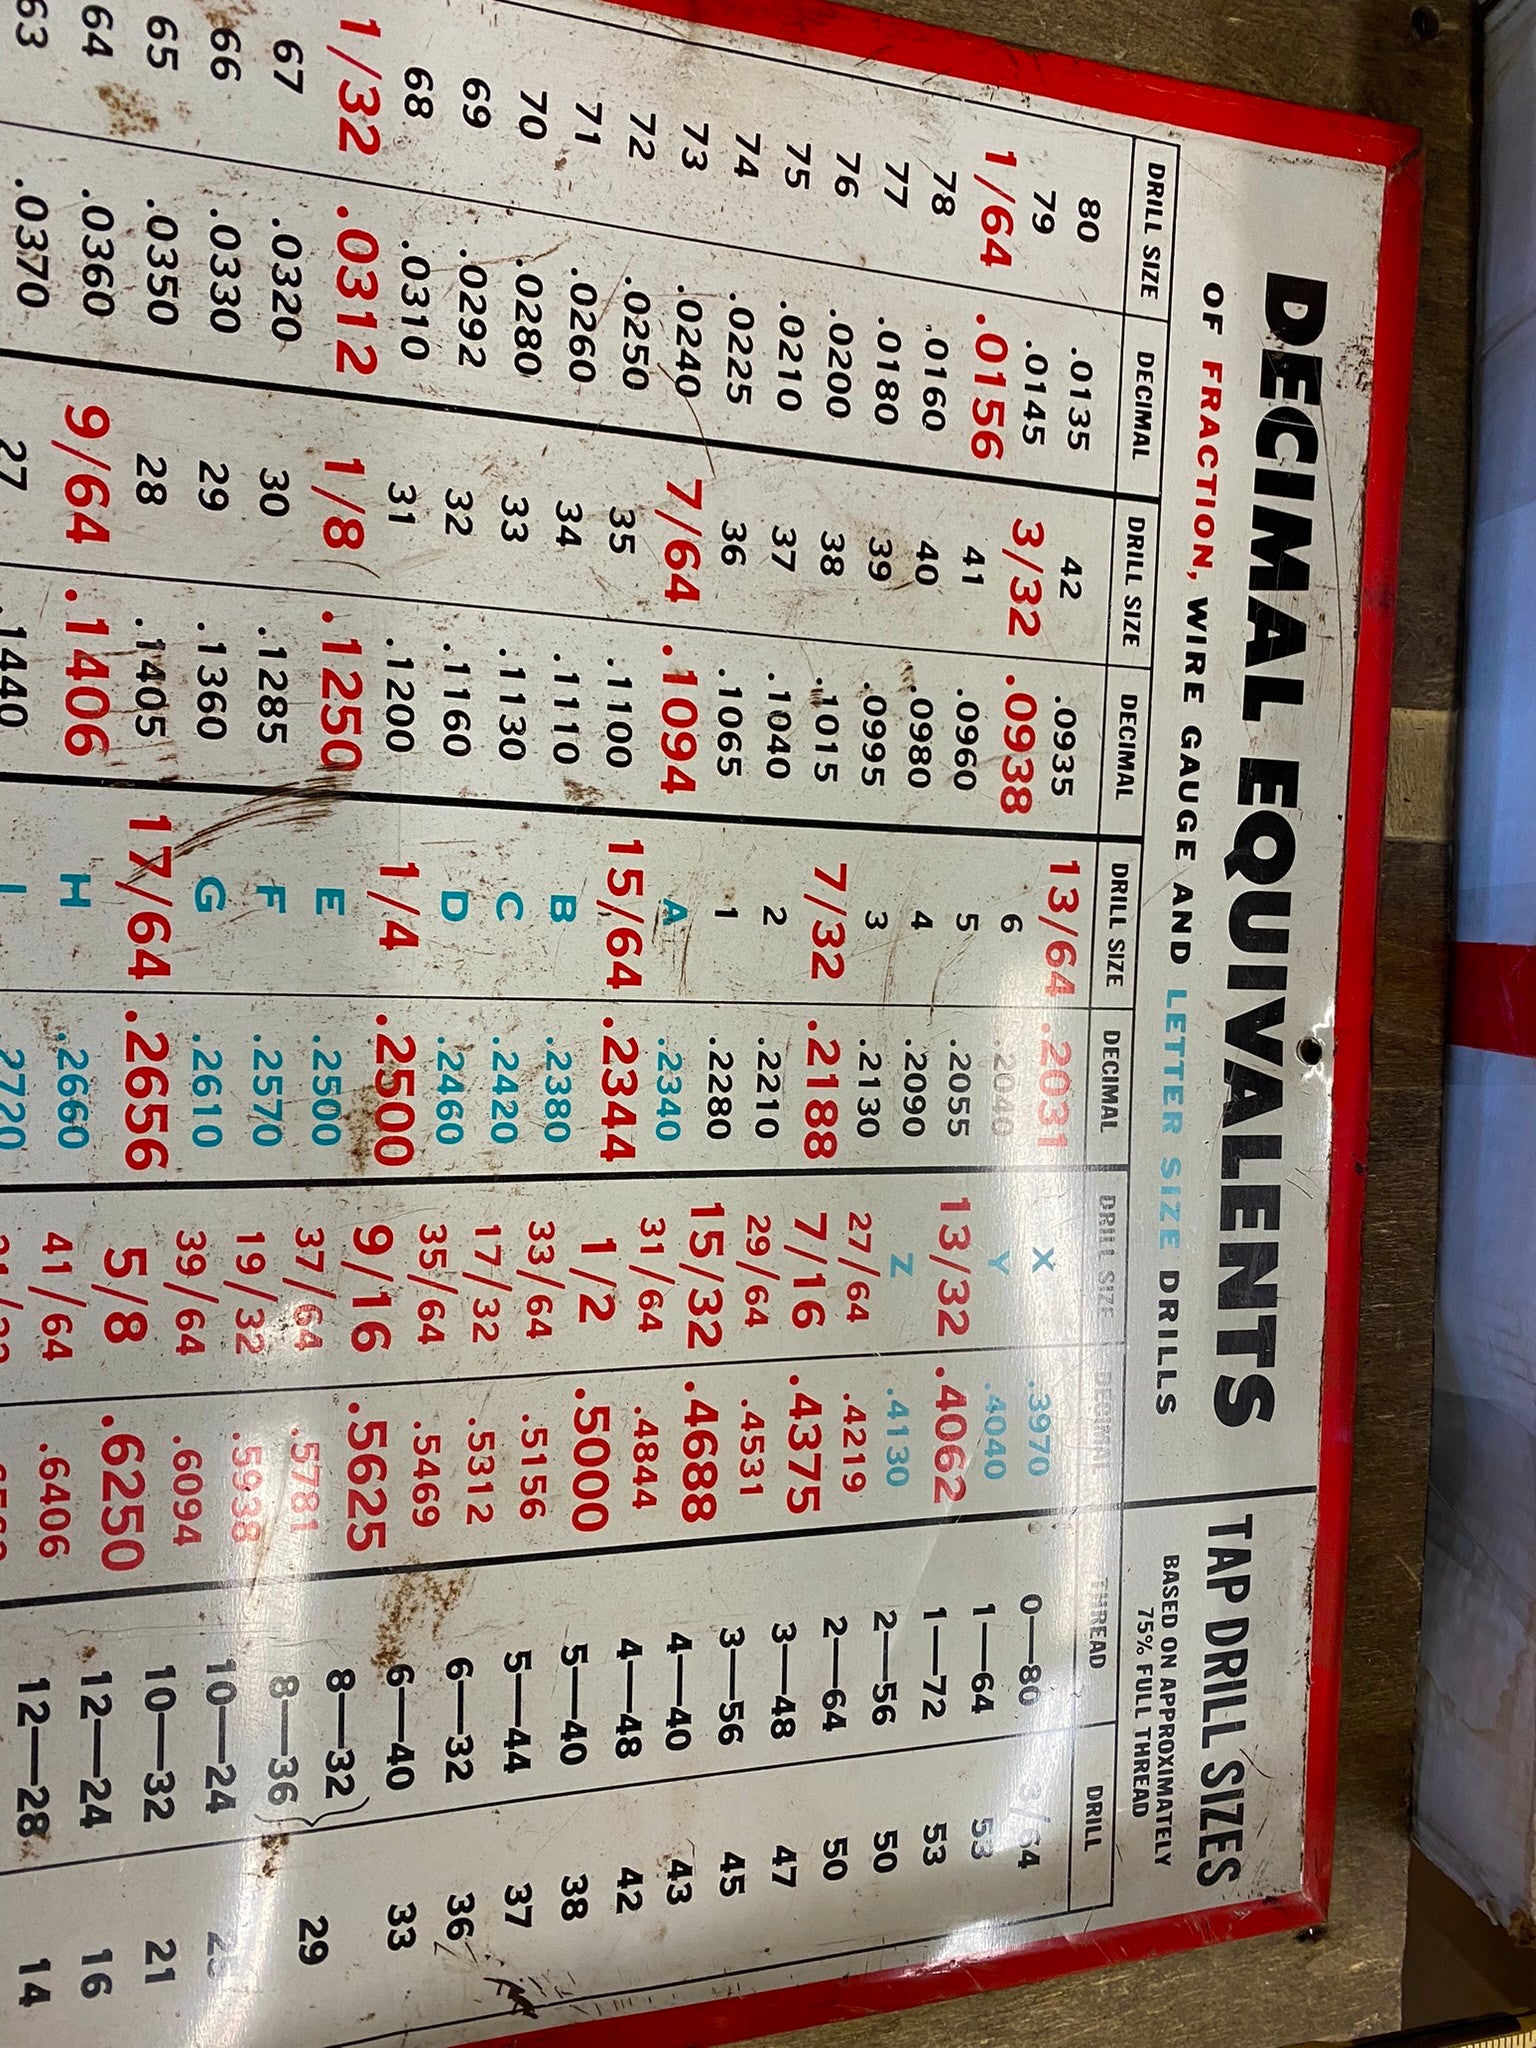 DECIMAL EQUIVALENTS
OF FRACTION, WIRE GAUGE AND LETTER SIZE DRILLS
TAP DRILL SIZES
BASED ON APPROXIMATELY
75% FULL THREAD
DRILL SIZE DECIMAL DRILL SIZE DECIMAL DRILL SIZE DECIMAL DRILL SIZE DECIMAL THREAD DRILL
80 .0135 42 .0935 13/64 .2031 X .3970 0—80 3/64
79 .0145 3/32 .0938 6 .2040 Y .4040 1—64 53
1/64 .0156 41 .0960 5 .2055 13/32 .4062 1—72 53
78 .0160 40 .0980 4 .2090 Z .4130 2—56 50
77 .0180 39 .0995 3 .2130 27/64 .4219 2—64 50
76 .0200 38 .1015 7/32 .2188 7/16 .4375 3—48 47
75 .0210 37 .1040 2 .2210 29/64 .4531 3—56 45
74 .0225 36 .1065 1 .2280 15/32 .4688 4—40 43
73 .0240 7/64 .1094 A .2340 31/64 .4844 4—48 42
72 .0250 35 .1100 15/64 .2344 1/2 .5000 5—40 38
71 .0260 34 .1110 B .2380 33/64 .5156 5—44 37
70 .0280 33 .1130 C .2420 17/32 .5312 6—32 36
69 .0292 32 .1160 D .2460 35/64 .5469 6—40 33
68 .0310 31 .1200 1/4 .2500 9/16 .5625 8—32 29
1/32 .0312 1/8 .1250 E .2500 37/64 .5781 8—36
67 .0320 30 .1285 F .2570 19/32 .5938 10—24
66 .0330 29 .1360 G .2610 39/64 .6094 10—32 21
65 .0350 28 .1405 17/64 .2656 5/8 .6250 12—24 16
64 .0360 9/64 .1406 H .2660 41/64 .6406 12—28 14
63 .0370 27 .1440 I .2720